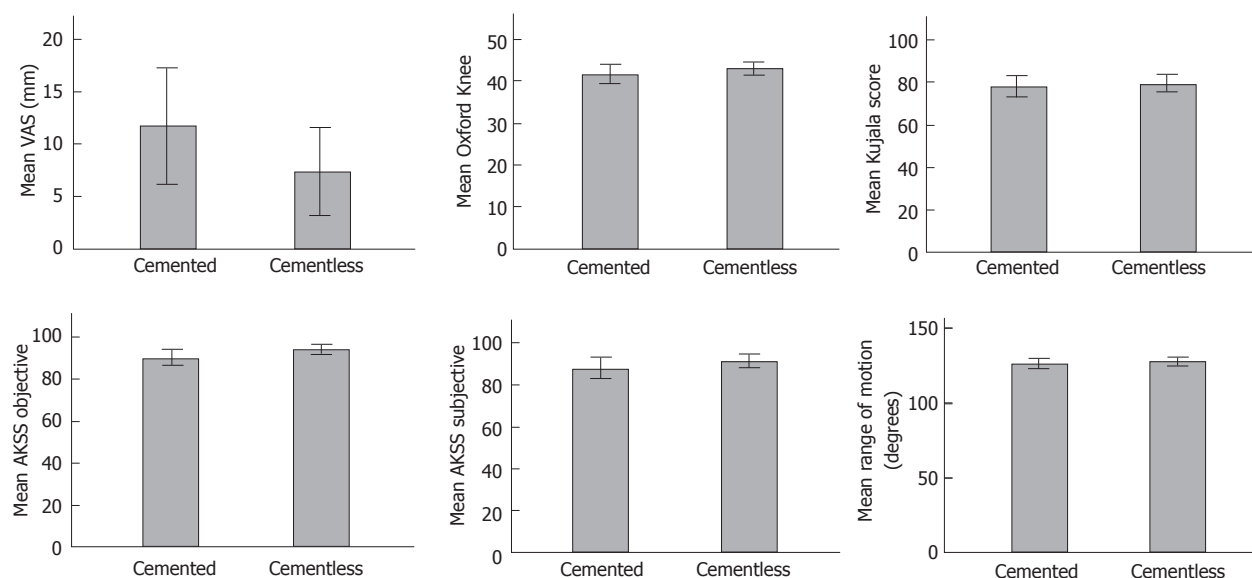 Mean VAS (mm)
20
15
10
5
0
Cemented
Cementless
Mean Oxford Knee
50
40
30
20
10
0
Cemented
Cementless
Mean Kujala score
100
80
60
40
20
0
Cemented
Cementless
Mean AKSS objective
100
80
60
40
20
0
Cemented
Cementless
Mean AKSS subjective
100
80
60
40
20
0
Cemented
Cementless
Mean range of motion
(degrees)
150
100
50
0
Cemented
Cementless